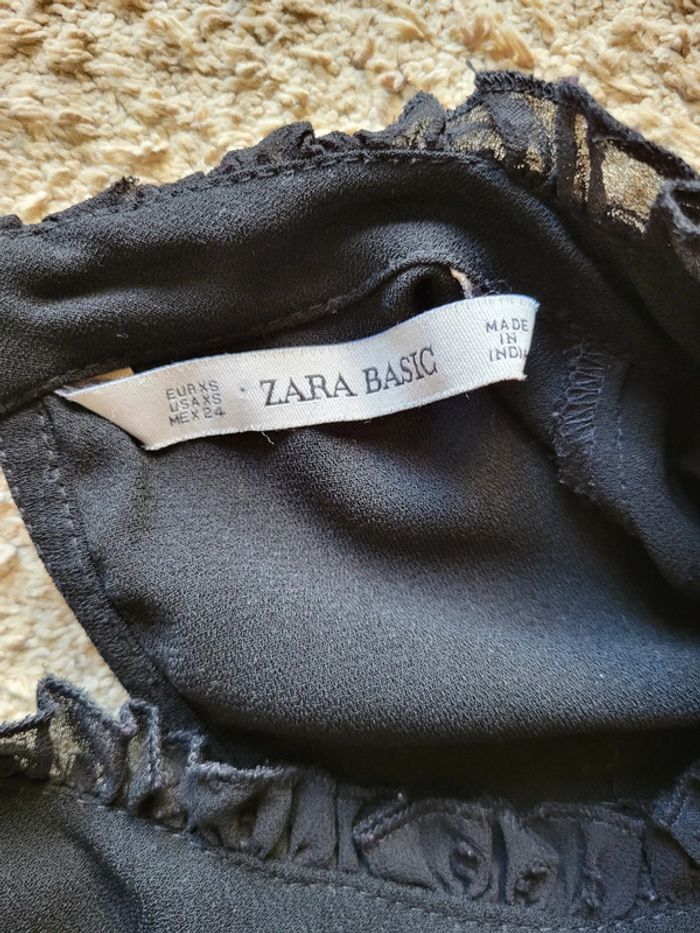 EUR XS
USA XS
MEX 24
ZARA BASIC
MADE
IN
INDIA